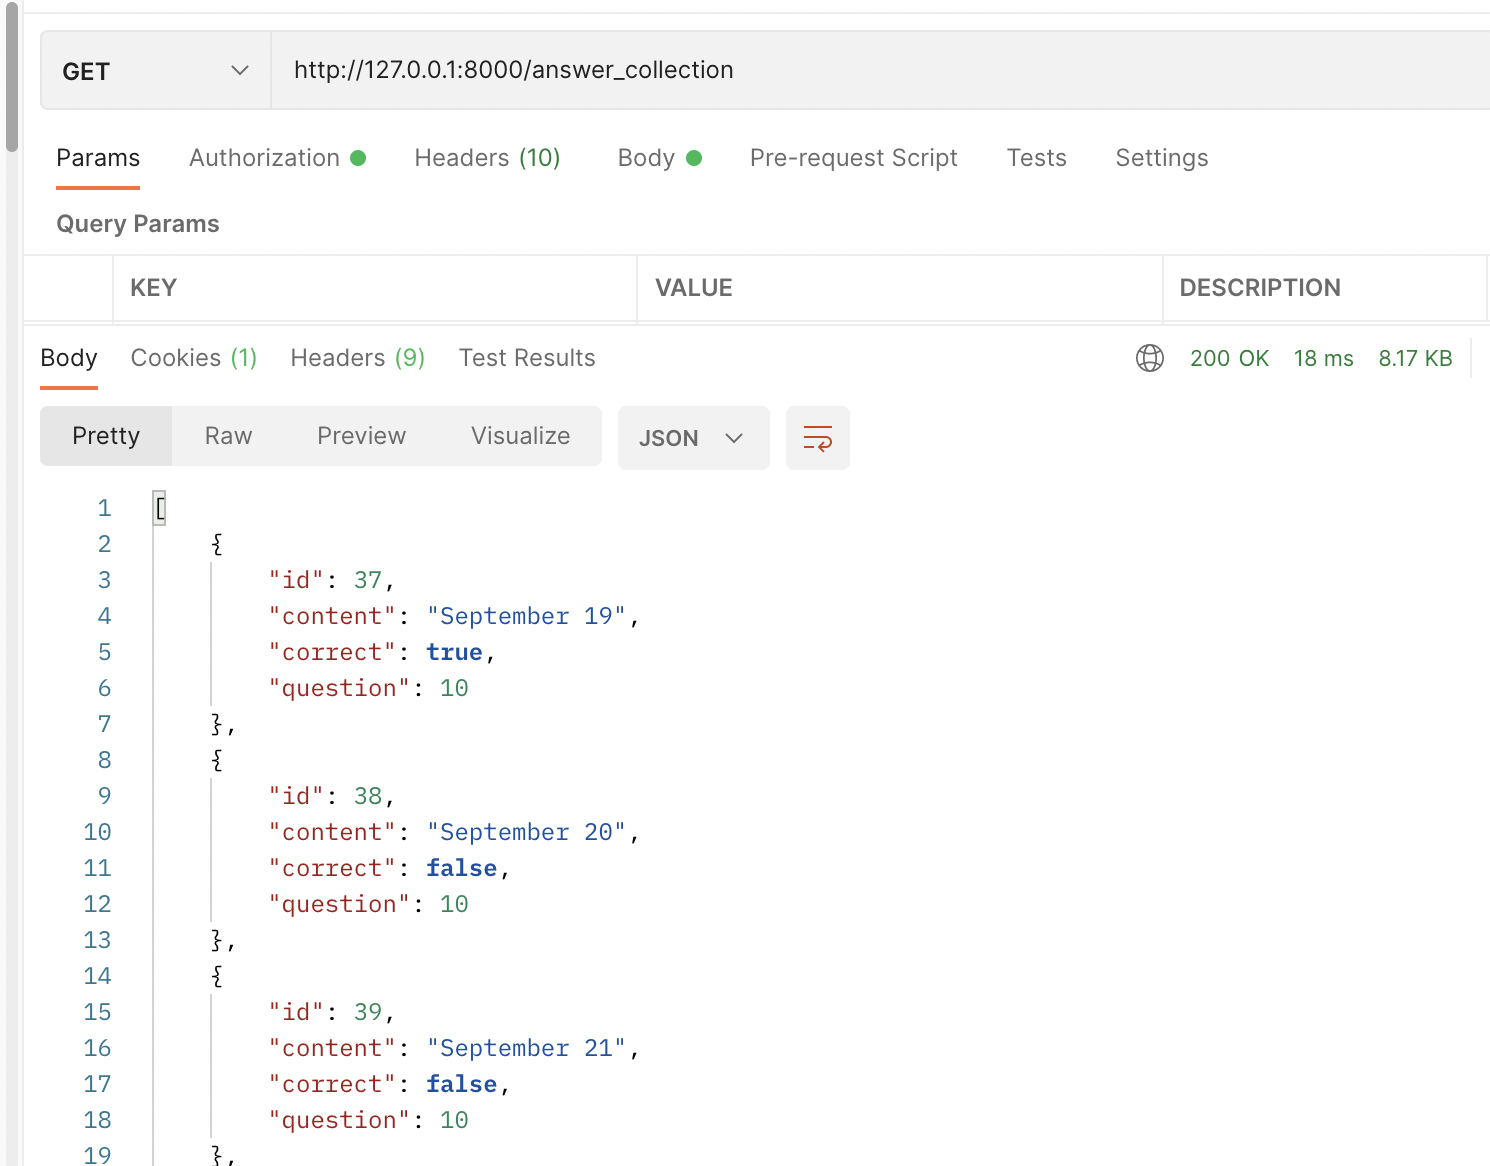 GET http://127.0.0.1:8000/answer_collection
Params Authorization Headers (10) Body Pre-request Script Tests Settings
Query Params
KEY VALUE DESCRIPTION
Body Cookies (1) Headers (9) Test Results 200 OK 18 ms 8.17 KB
Pretty Raw Preview Visualize JSON
1 [
2 {
3 "id": 37,
4 "content": "September 19",
5 "correct": true,
6 "question": 10
7 },
8 {
9 "id": 38,
10 "content": "September 20",
11 "correct": false,
12 "question": 10
13 },
14 {
15 "id": 39,
16 "content": "September 21",
17 "correct": false,
18 "question": 10
19 },